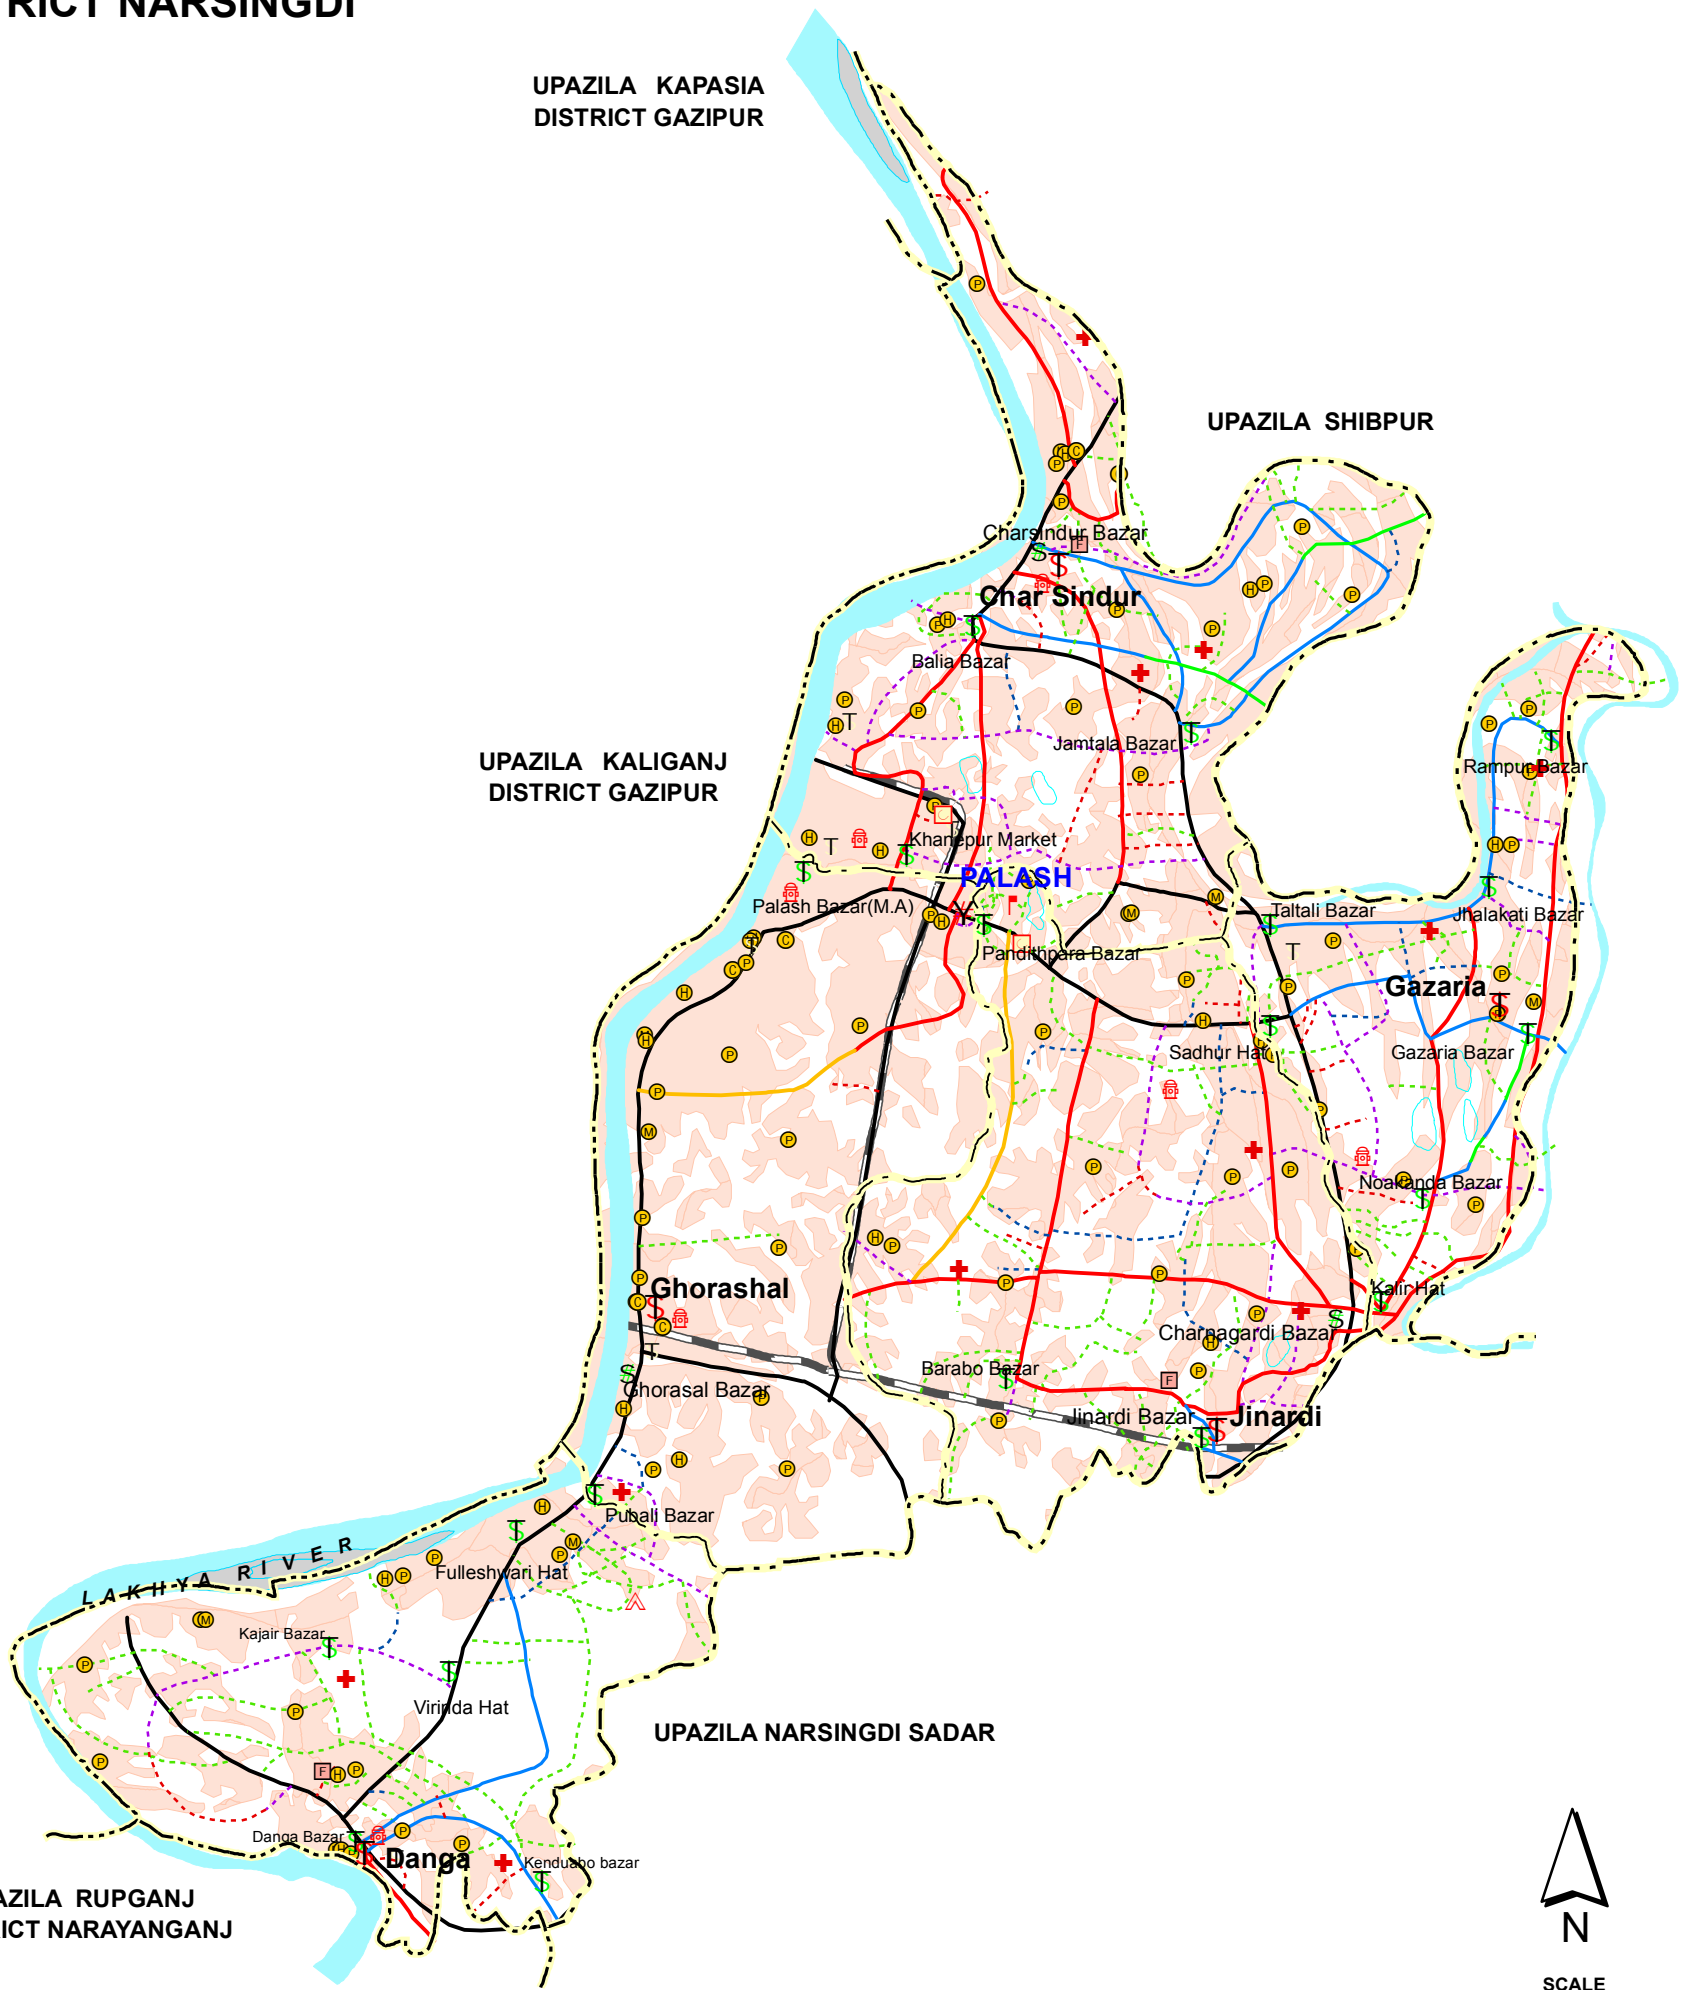 RICT NARSINGDI
UPAZILA KAPASIA
DISTRICT GAZIPUR
UPAZILA SHIBPUR
Charsindur Bazar
Char Sindur
Balia Bazar
Jamtala Bazar
UPAZILA KALIGANJ
DISTRICT GAZIPUR
Rampur Bazar
Khanepur Market
PALASH
Palash Bazar(M.A)
Taltali Bazar
Jhalakati Bazar
Pandithpara Bazar
Gazaria
Sadhur Hat
Gazaria Bazar
Noakanda Bazar
Ghorashal
Kalir Hat
Charnagardi Bazar
Barabo Bazar
Ghorasal Bazar
Jinardi Bazar
Jinardi
Pubali Bazar
LAKHYA RIVER
Fulleshwari Hat
Kajair Bazar
Virinda Hat
UPAZILA NARSINGDI SADAR
Danga Bazar
Danga
Kenduabo bazar
AZILA RUPGANJ
ICT NARAYANGANJ
N
SCALE